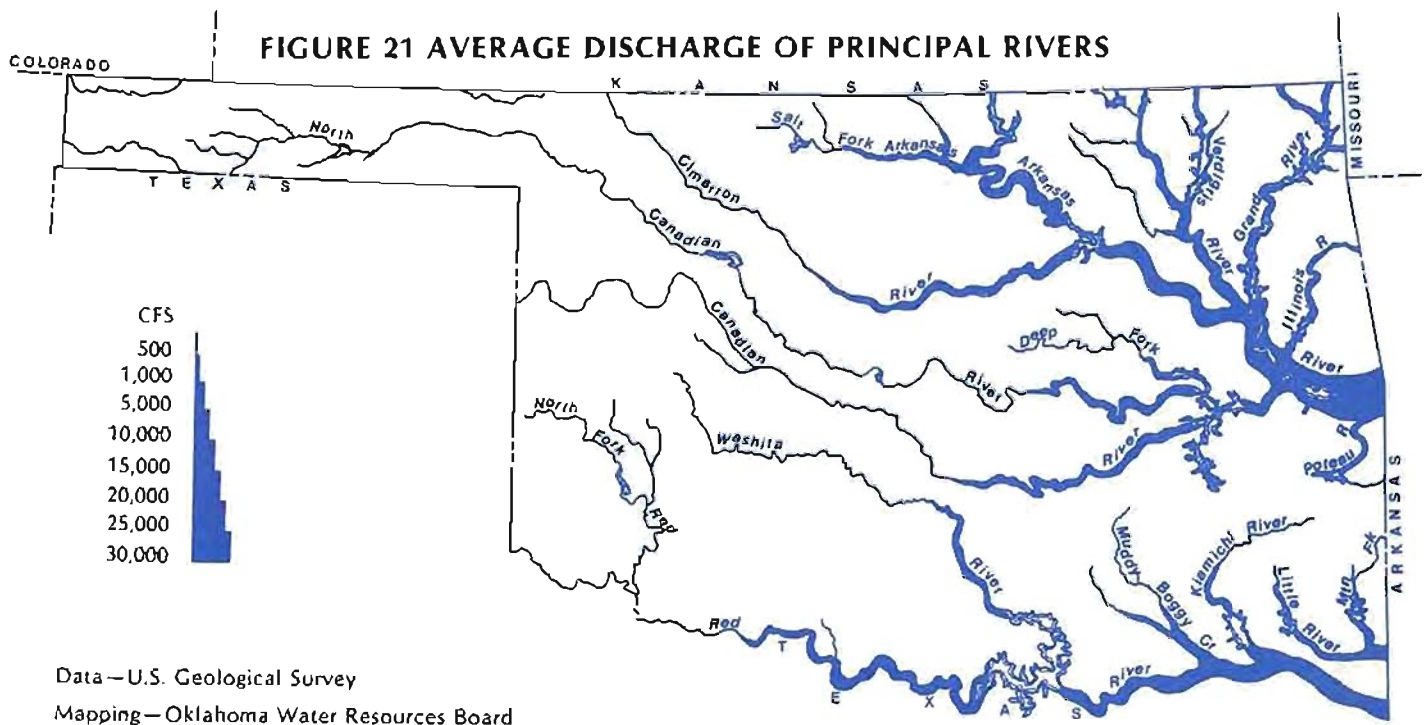 FIGURE 21 AVERAGE DISCHARGE OF PRINCIPAL RIVERS
COLORADO
KANSAS
MISSOURI
TEXAS
North
Canadian
River
Cimarron
River
Salt
Fork Arkansas
Arkansas
River
Verdigris
River
Grand River
Illinois R
Canadian
River
Deep Fork
Washita
River
North
Fork
Red
Poteau R
ARKANSAS
Muddy
Boggy Cr
Kiamichi River
Little
River
Mtn Fk
Red
River
TEXAS
CFS
500
1,000
5,000
10,000
15,000
20,000
25,000
30,000
Data—U.S. Geological Survey
Mapping—Oklahoma Water Resources Board